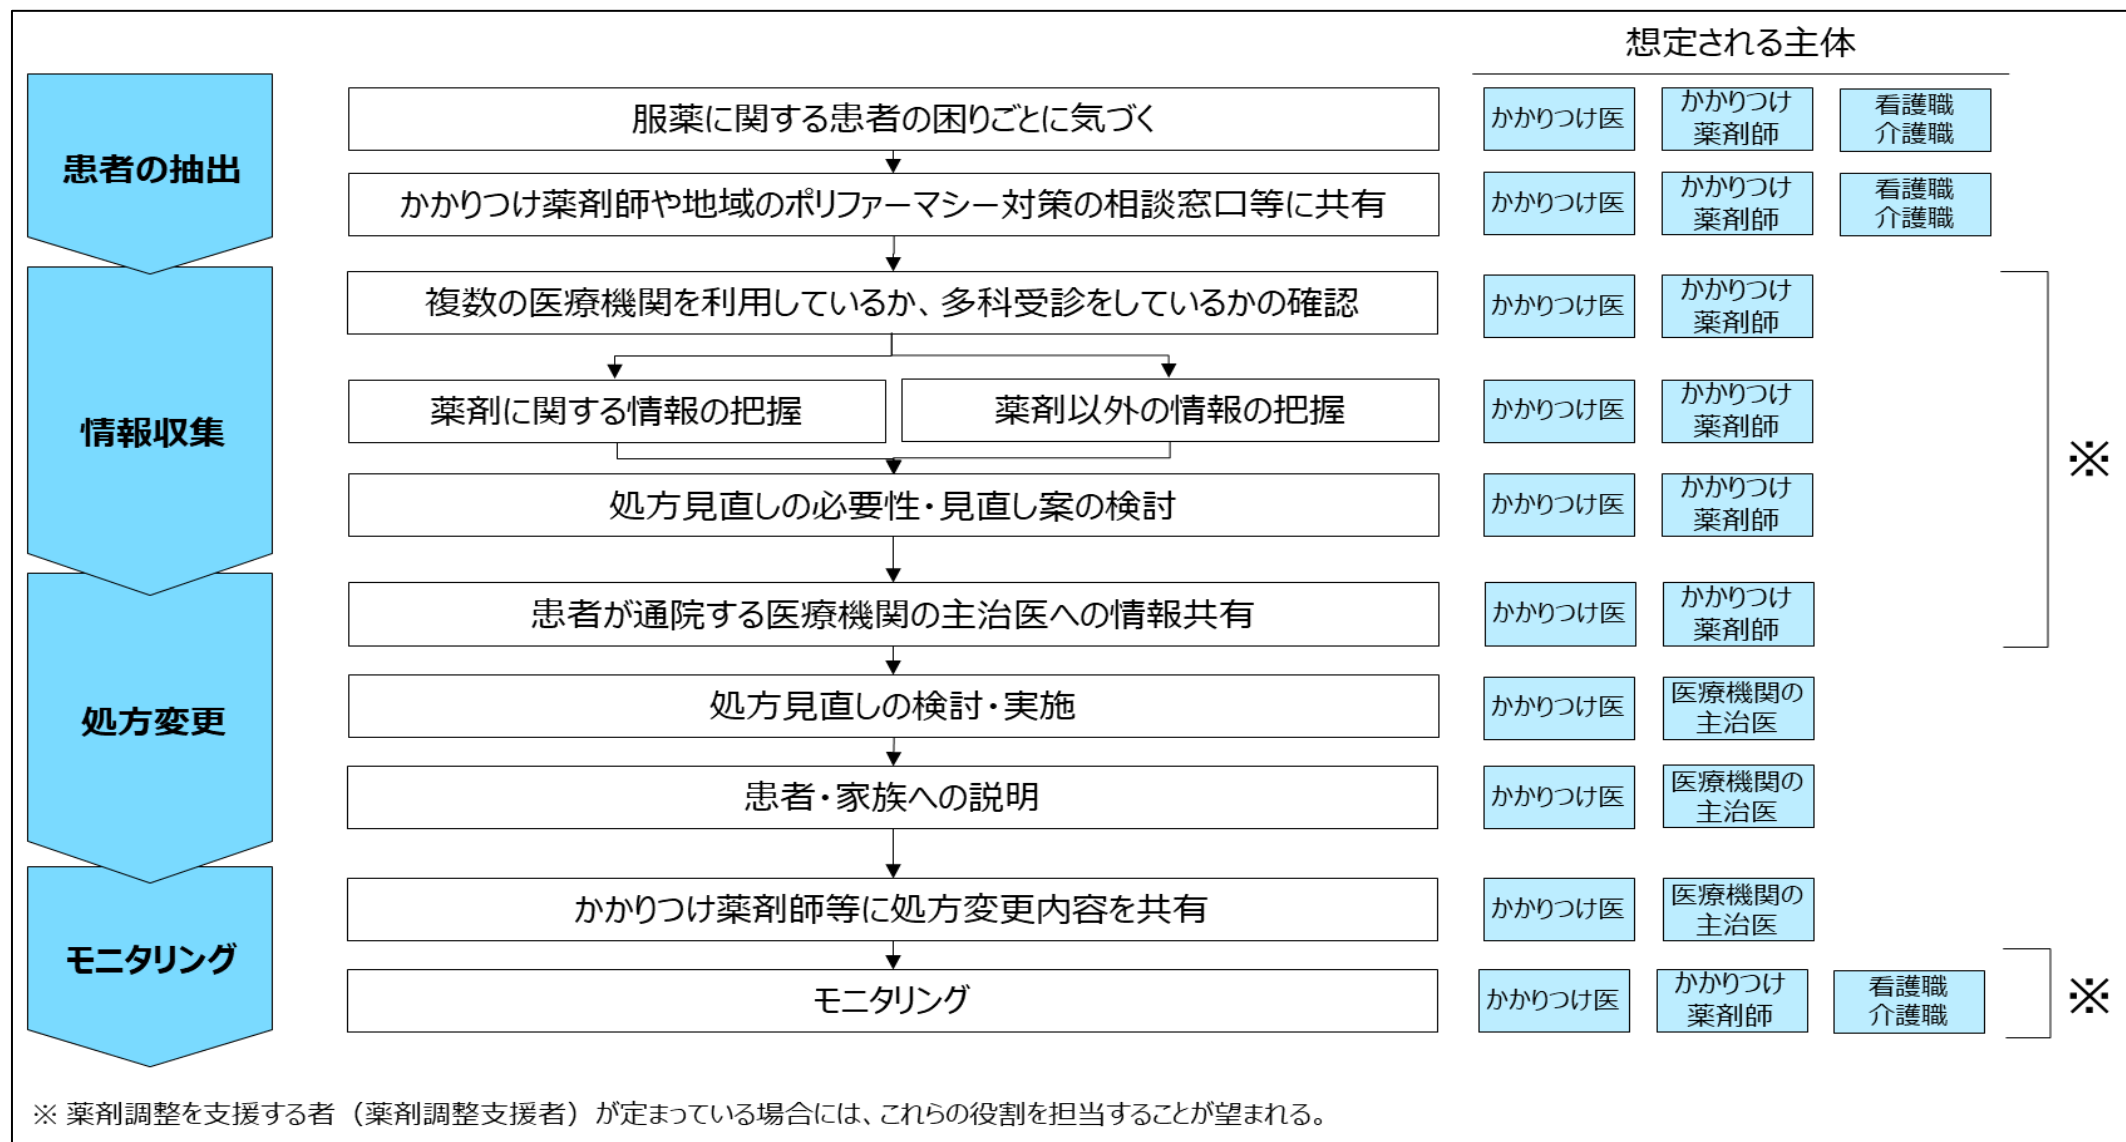 想定される主体
患者の抽出
服薬に関する患者の困りごとに気づく
かかりつけ医
かかりつけ
薬剤師
看護職
介護職
かかりつけ薬剤師や地域のポリファーマシー対策の相談窓口等に共有
かかりつけ医
かかりつけ
薬剤師
看護職
介護職
情報収集
複数の医療機関を利用しているか、多科受診をしているかの確認
かかりつけ医
かかりつけ
薬剤師
薬剤に関する情報の把握
薬剤以外の情報の把握
かかりつけ医
かかりつけ
薬剤師
※
処方見直しの必要性・見直し案の検討
かかりつけ医
かかりつけ
薬剤師
処方変更
患者が通院する医療機関の主治医への情報共有
かかりつけ医
かかりつけ
薬剤師
処方見直しの検討・実施
かかりつけ医
医療機関の
主治医
患者・家族への説明
かかりつけ医
医療機関の
主治医
モニタリング
かかりつけ薬剤師等に処方変更内容を共有
かかりつけ医
医療機関の
主治医
モニタリング
かかりつけ医
かかりつけ
薬剤師
看護職
介護職
※
※ 薬剤調整を支援する者（薬剤調整支援者）が定まっている場合には、これらの役割を担当することが望まれる。